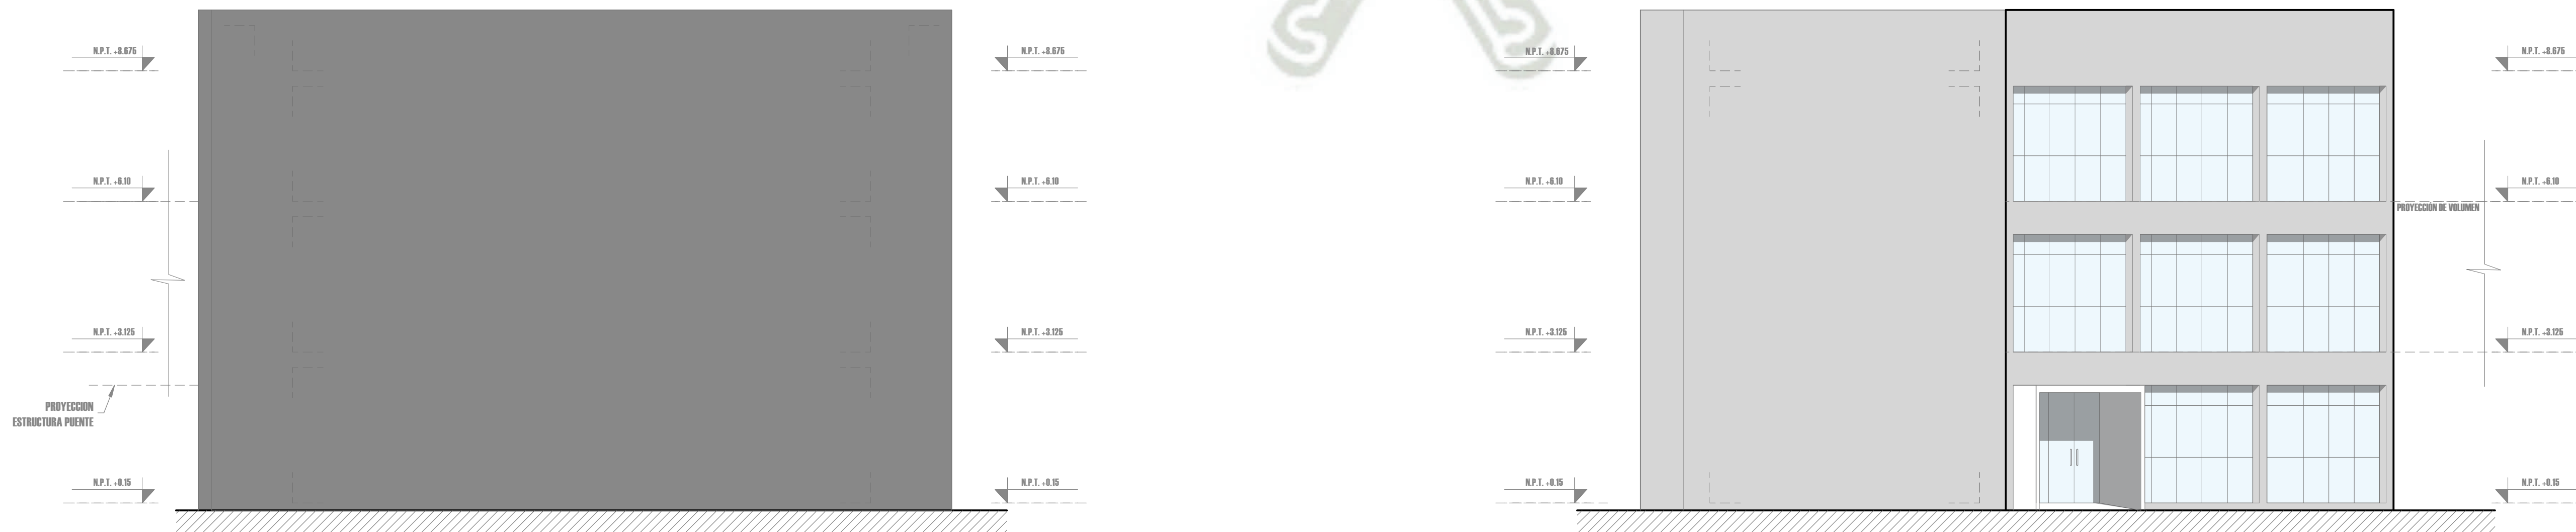 N.P.T. +8.675
N.P.T. +8.675
N.P.T. +8.675
N.P.T. +8.675
N.P.T. +6.10
N.P.T. +6.10
N.P.T. +6.10
N.P.T. +6.10
PROYECCIÓN DE VOLUMEN
N.P.T. +3.125
N.P.T. +3.125
N.P.T. +3.125
N.P.T. +3.125
PROYECCION
ESTRUCTURA PUENTE
N.P.T. +0.15
N.P.T. +0.15
N.P.T. +0.15
N.P.T. +0.15